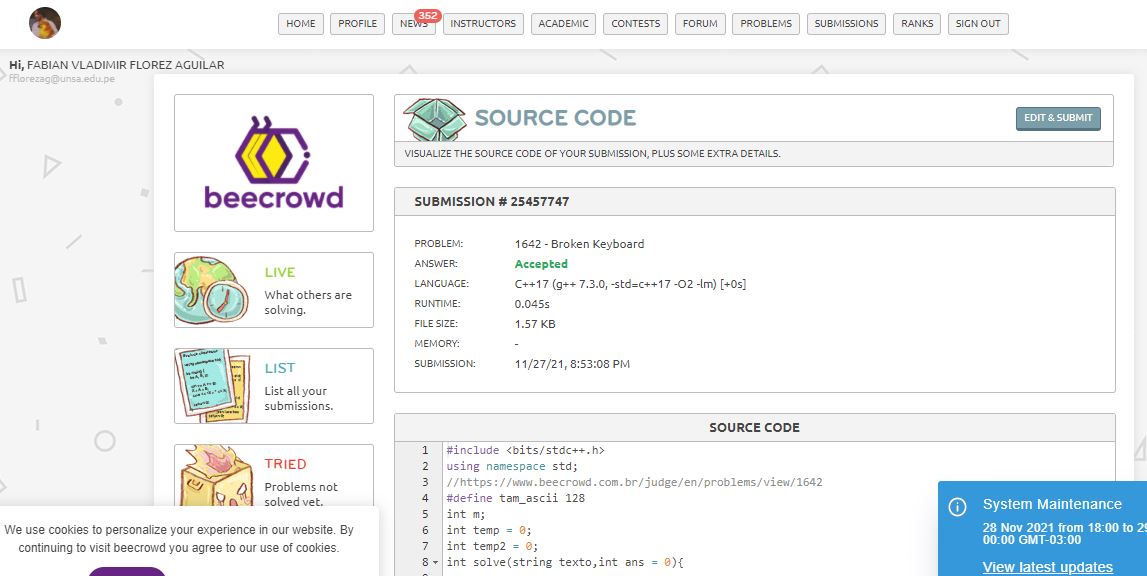 HOME PROFILE NEWS 352 INSTRUCTORS ACADEMIC CONTESTS FORUM PROBLEMS SUBMISSIONS RANKS SIGN OUT
Hi, FABIAN VLADIMIR FLOREZ AGUILAR
fflorezag@unsa.edu.pe
beecrowd
LIVE
What others are
solving.
LIST
List all your
submissions.
TRIED
Problems not
solved yet.
We use cookies to personalize your experience in our website. By
continuing to visit beecrowd you agree to our use of cookies.
SOURCE CODE
EDIT & SUBMIT
VISUALIZE THE SOURCE CODE OF YOUR SUBMISSION, PLUS SOME EXTRA DETAILS.
SUBMISSION # 25457747
PROBLEM: 1642 - Broken Keyboard
ANSWER: Accepted
LANGUAGE: C++17 (g++ 7.3.0, -std=c++17 -O2 -lm) [+0s]
RUNTIME: 0.045s
FILE SIZE: 1.57 KB
MEMORY: -
SUBMISSION: 11/27/21, 8:53:08 PM
SOURCE CODE
1 #include <bits/stdc++.h>
2 using namespace std;
3 //https://www.beecrowd.com.br/judge/en/problems/view/1642
4 #define tam_ascii 128
5 int m;
6 int temp = 0;
7 int temp2 = 0;
8 int solve(string texto,int ans = 0){
System Maintenance
28 Nov 2021 from 18:00 to 29
00:00 GMT-03:00
View latest updates